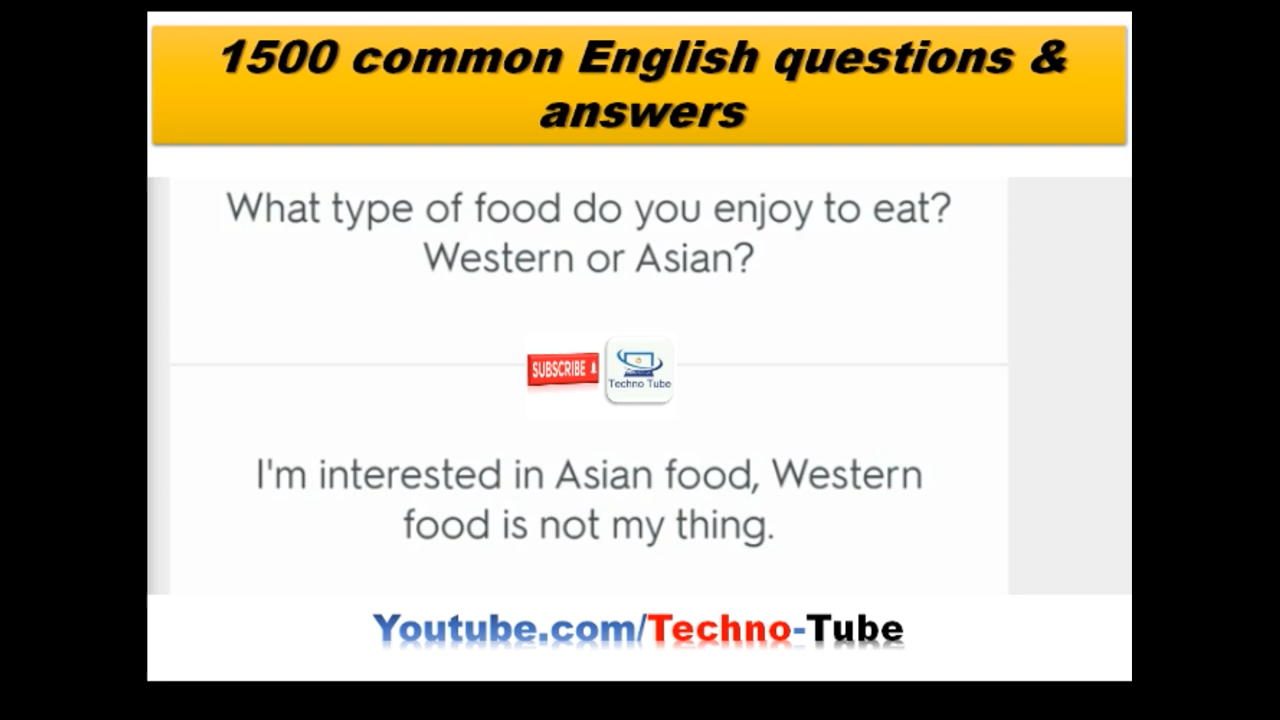 1500 common English questions &
answers
What type of food do you enjoy to eat?
Western or Asian?
SUBSCRIBE
Techno Tube
I'm interested in Asian food, Western
food is not my thing.
Youtube.com/Techno-Tube